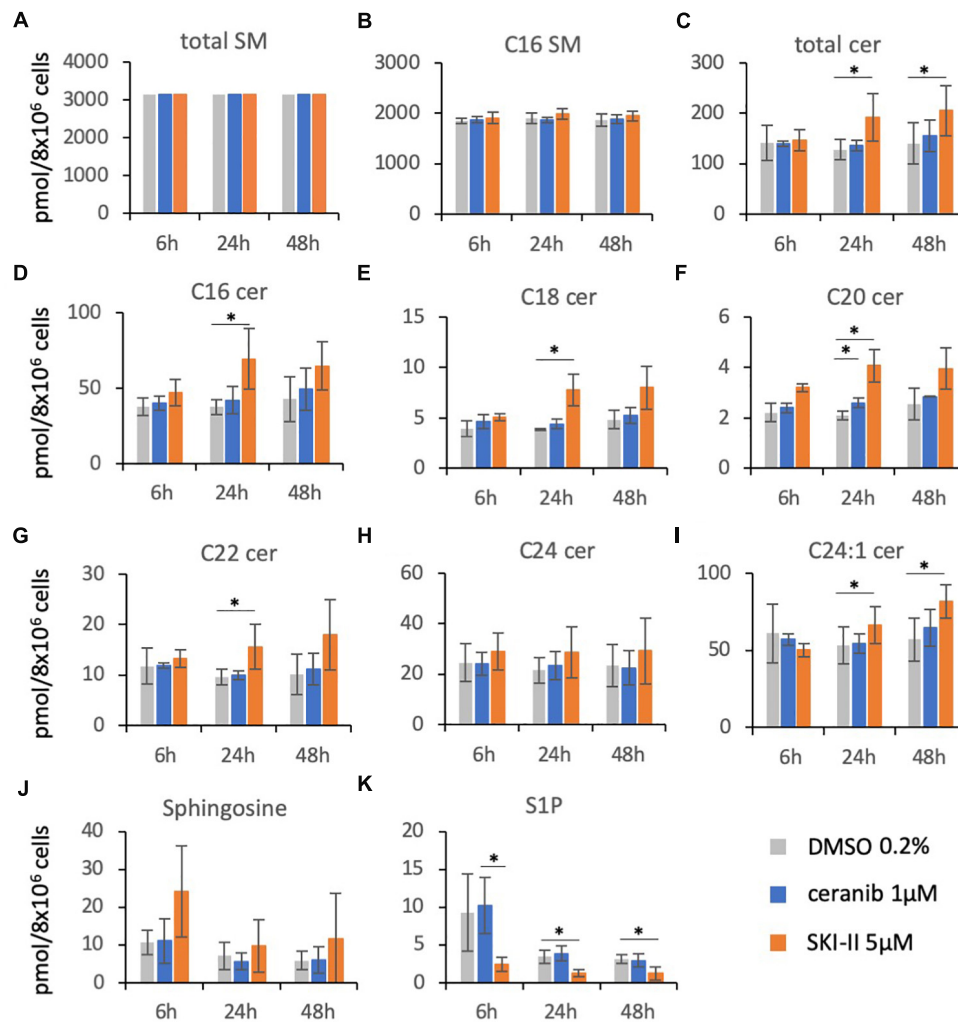 A
total SM
pmol/8x10⁶ cells
4000
3000
2000
1000
0
6h 24h 48h
B
C16 SM
3000
2000
1000
0
6h 24h 48h
C
total cer
300
200
100
0
* *
6h 24h 48h
D
C16 cer
pmol/8x10⁶ cells
100
50
0
*
6h 24h 48h
E
C18 cer
15
10
5
0
*
6h 24h 48h
F
C20 cer
6
4
2
0
*
*
6h 24h 48h
G
C22 cer
pmol/8x10⁶ cells
30
20
10
0
*
6h 24h 48h
H
C24 cer
60
40
20
0
6h 24h 48h
I
C24:1 cer
100
50
0
* *
6h 24h 48h
J
Sphingosine
pmol/8x10⁶ cells
40
30
20
10
0
6h 24h 48h
K
S1P
20
15
10
5
0
* * *
6h 24h 48h
DMSO 0.2%
ceranib 1μM
SKI-II 5μM